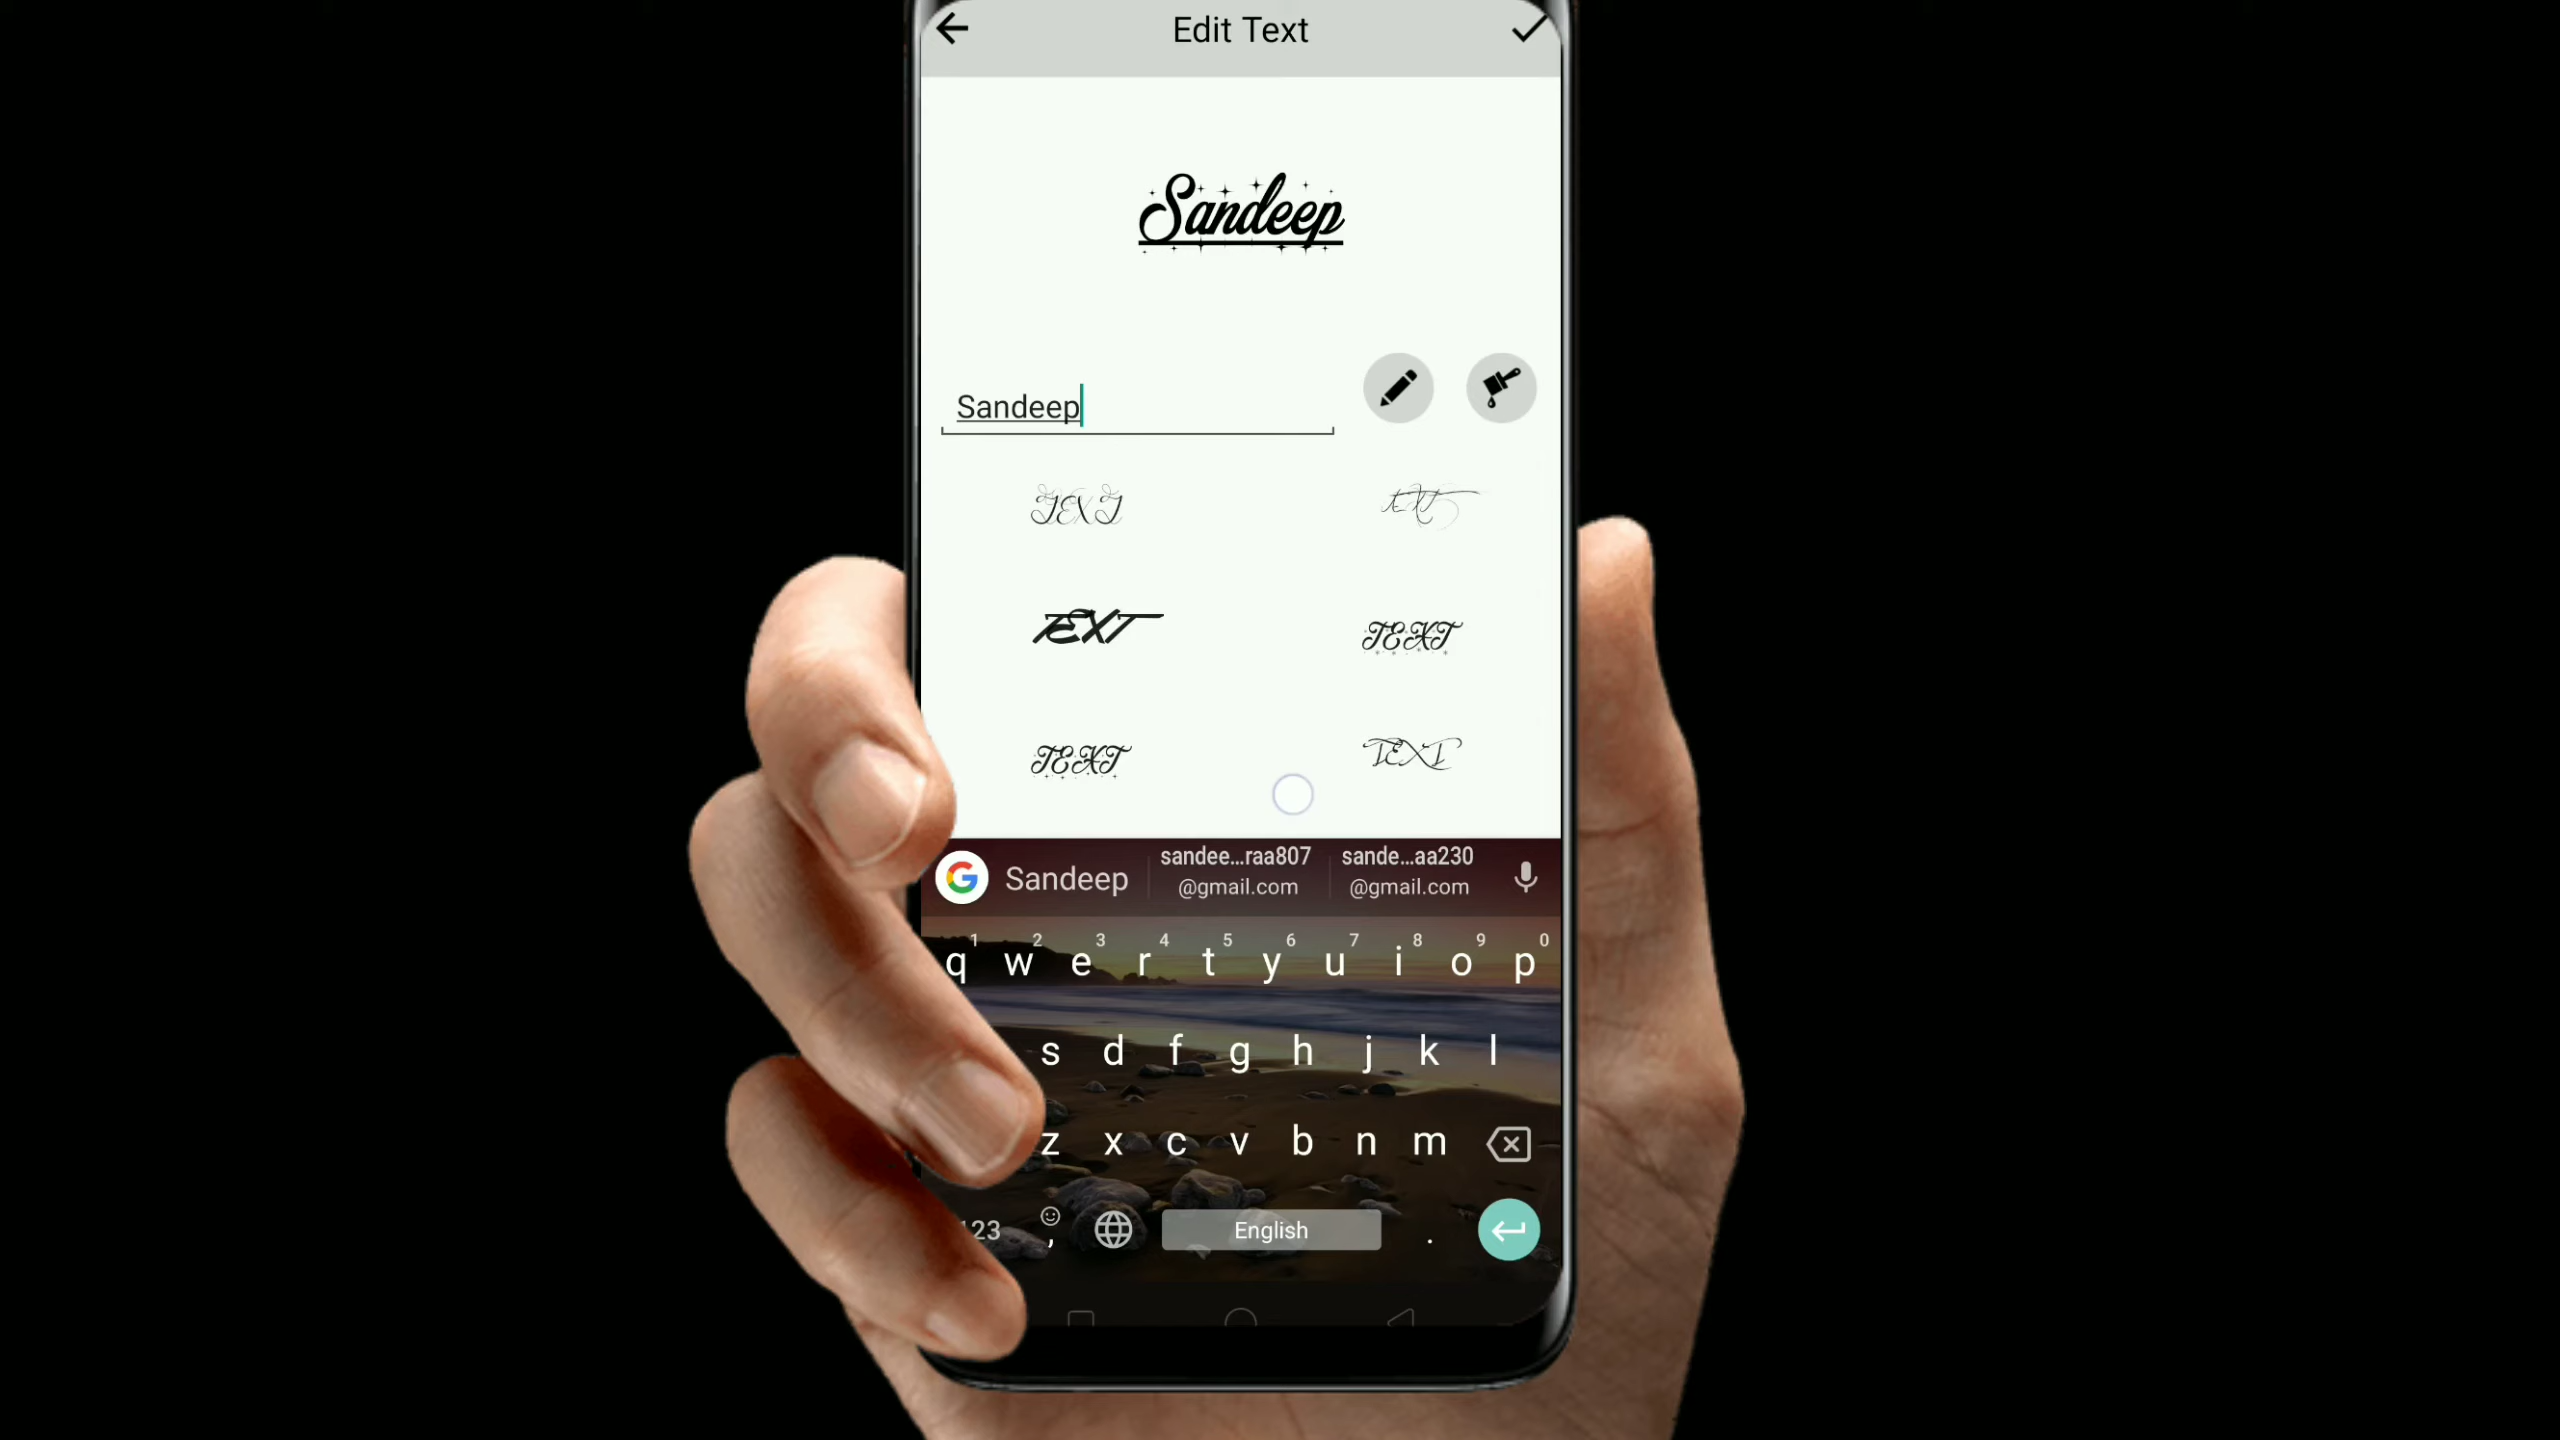 Edit Text
Sandeep
Sandeep
TEXT TEXT
TEXT TEXT
TEXT TEXT
Sandeep sandee...raa807 @gmail.com sande...aa230 @gmail.com
1 2 3 4 5 6 7 8 9 0
q w e r t y u i o p
s d f g h j k l
z x c v b n m
123 , English .